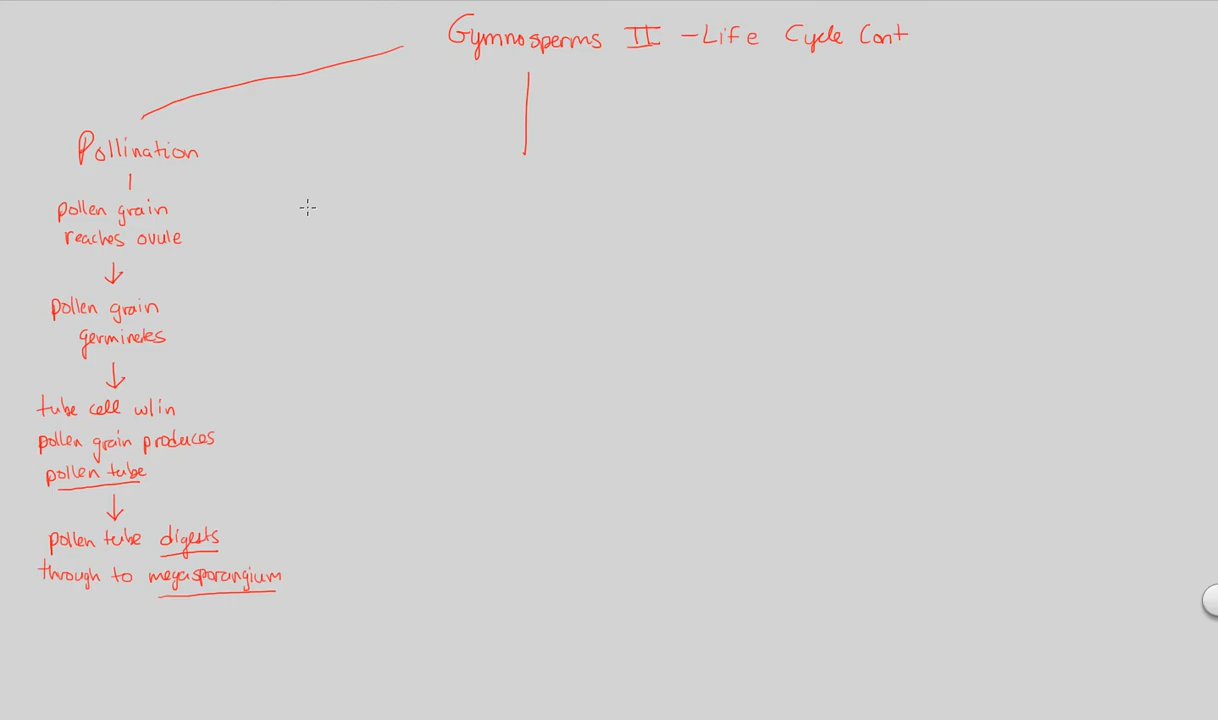 Gymnosperms II - Life Cycle Cont
Pollination
pollen grain
reaches ovule
pollen grain
germinates
tube cell w/in
pollen grain produces
pollen tube
pollen tube digests
through to megasporangium